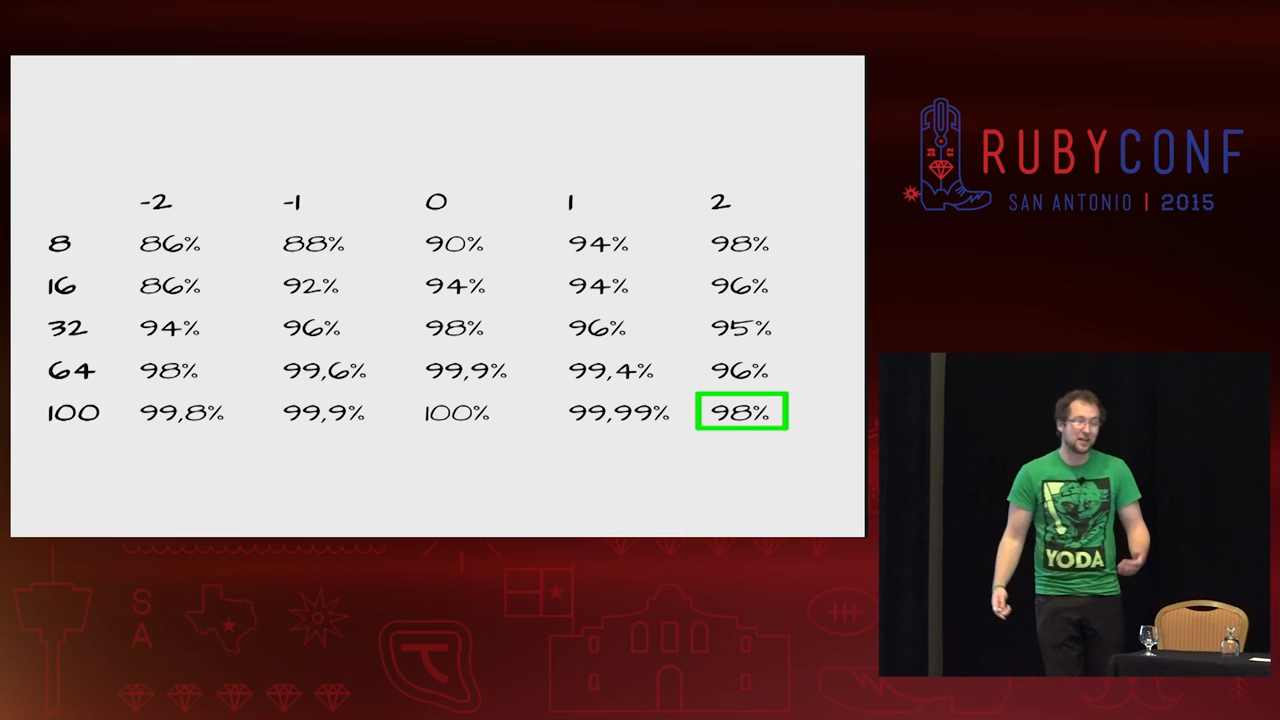 -2 -1 0 1 2
8 86% 88% 90% 94% 98%
16 86% 92% 94% 94% 96%
32 94% 96% 98% 96% 95%
64 98% 99,6% 99,9% 99,4% 96%
100 99,8% 99,9% 100% 99,99% 98%
RUBYCONF
SAN ANTONIO | 2015
YODA
S
A